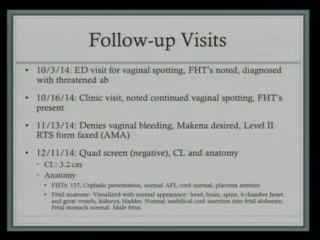 Follow-up Visits
10/3/14: ED visit for vaginal spotting, FHT's noted, diagnosed
with threatened ab
10/16/14: Clinic visit, noted continued vaginal spotting, FHT's
present
11/13/14: Denies vaginal bleeding, Makena desired, Level II
RTS form faxed (AMA)
12/11/14: Quad screen (negative), CL and anatomy
CL: 3.2 cm
Anatomy
FHTs: 137, Cephalic presentation, normal AFI, cord normal, placenta anterior
Fetal anatomy: Visualized with normal appearance: head, brain, spine, 4 chamber heart
and great vessels, kidneys, bladder. Normal umbilical cord insertion into fetal abdomen.
Fetal stomach normal. Male fetus.